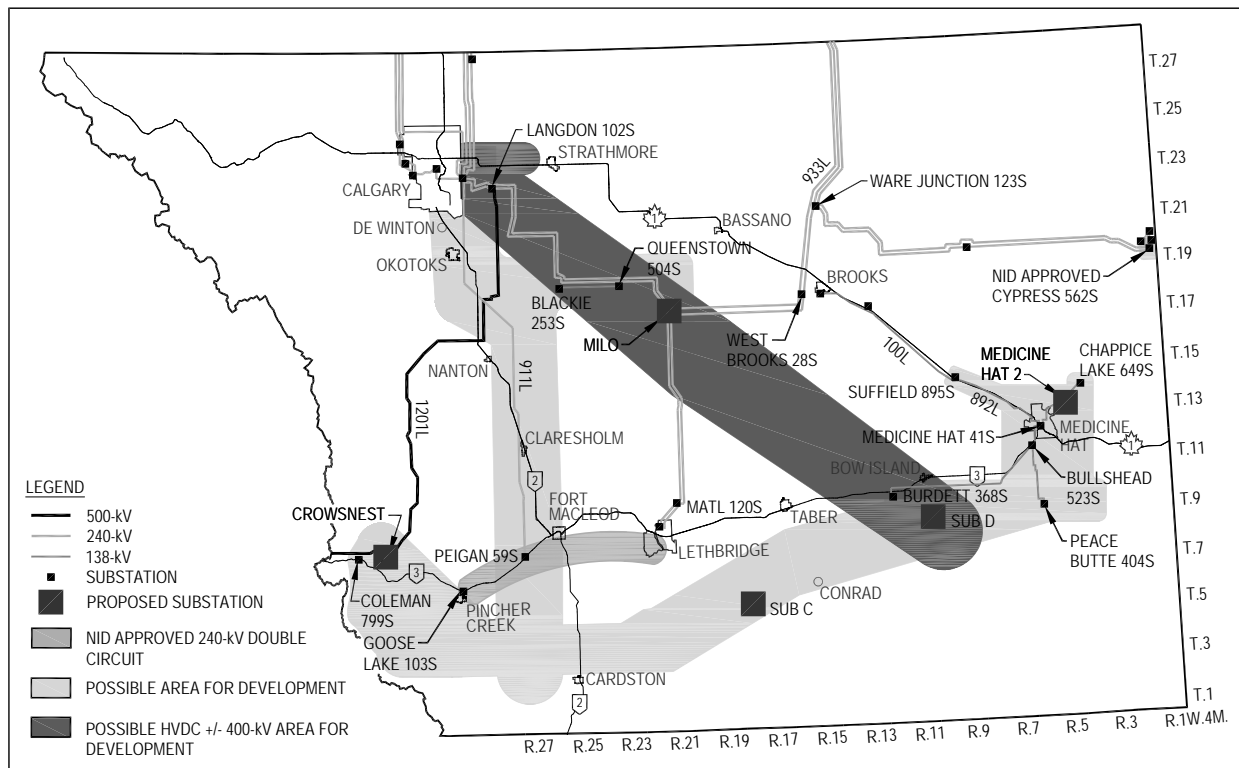 T.27
T.25
LANGDON 102S
STRATHMORE
T.23
933L
WARE JUNCTION 123S
CALGARY
T.21
1
BASSANO
DE WINTON
QUEENSTOWN
504S
T.19
OKOTOKS
NID APPROVED
CYPRESS 562S
BROOKS
T.17
BLACKIE
253S
MILO
WEST
BROOKS 28S
100L
MEDICINE
HAT 2
CHAPPICE
LAKE 649S
T.15
NANTON
911L
SUFFIELD 895S
892L
T.13
1201L
MEDICINE HAT 41S
MEDICINE
HAT
1
T.11
CLARESHOLM
BOW ISLAND
3
BULLSHEAD
523S
LEGEND
2
BURDETT 368S
T.9
500-kV
CROWSNEST
FORT
MACLEOD
MATL 120S
TABER
SUB D
240-kV
PEACE
BUTTE 404S
138-kV
PEIGAN 59S
LETHBRIDGE
T.7
SUBSTATION
3
CONRAD
PROPOSED SUBSTATION
COLEMAN
799S
PINCHER
CREEK
SUB C
T.5
NID APPROVED 240-kV DOUBLE
CIRCUIT
GOOSE
LAKE 103S
T.3
POSSIBLE AREA FOR DEVELOPMENT
CARDSTON
2
T.1
POSSIBLE HVDC +/- 400-kV AREA FOR
DEVELOPMENT
R.27 R.25 R.23 R.21 R.19 R.17 R.15 R.13 R.11 R.9 R.7 R.5 R.3 R.1W.4M.